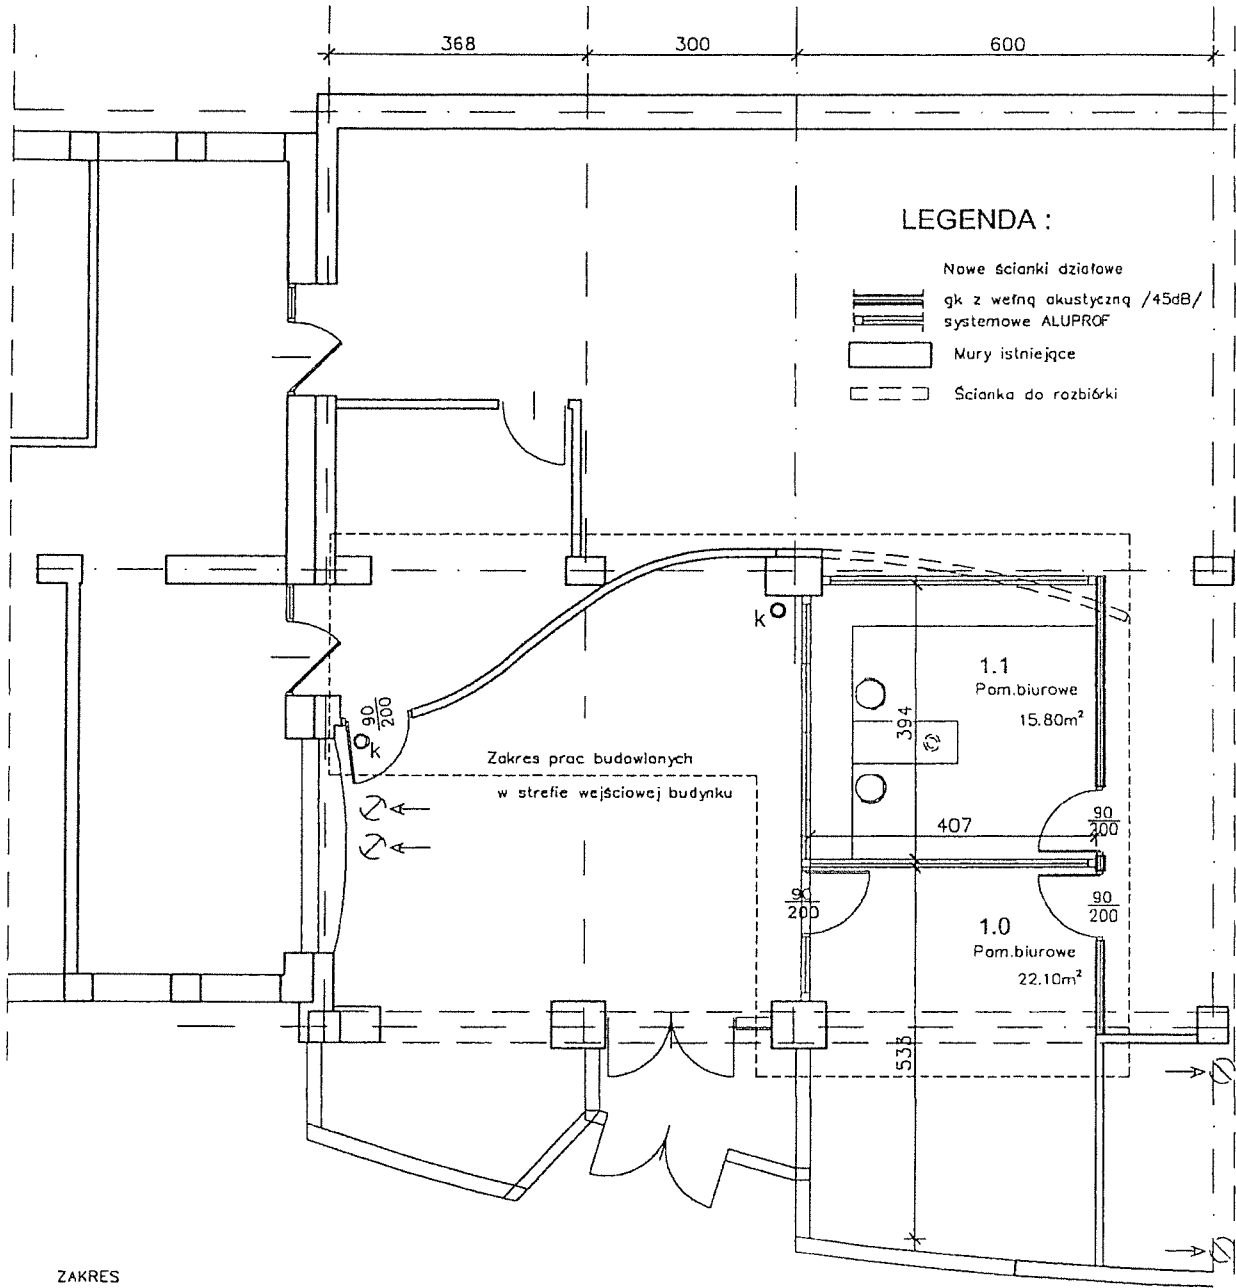 368
300
600
LEGENDA :
Nowe ścianki działowe
gk z wełną akustyczną /45dB/
systemowe ALUPROF
Mury istniejące
Ścianka do rozbiórki
k
1.1
Pom.biurowe
15.80m²
394
90
200
k
Zakres prac budowlanych
w strefie wejściowej budynku
407
90
200
90
200
90
200
1.0
Pom.biurowe
22.10m²
533
ZAKRES